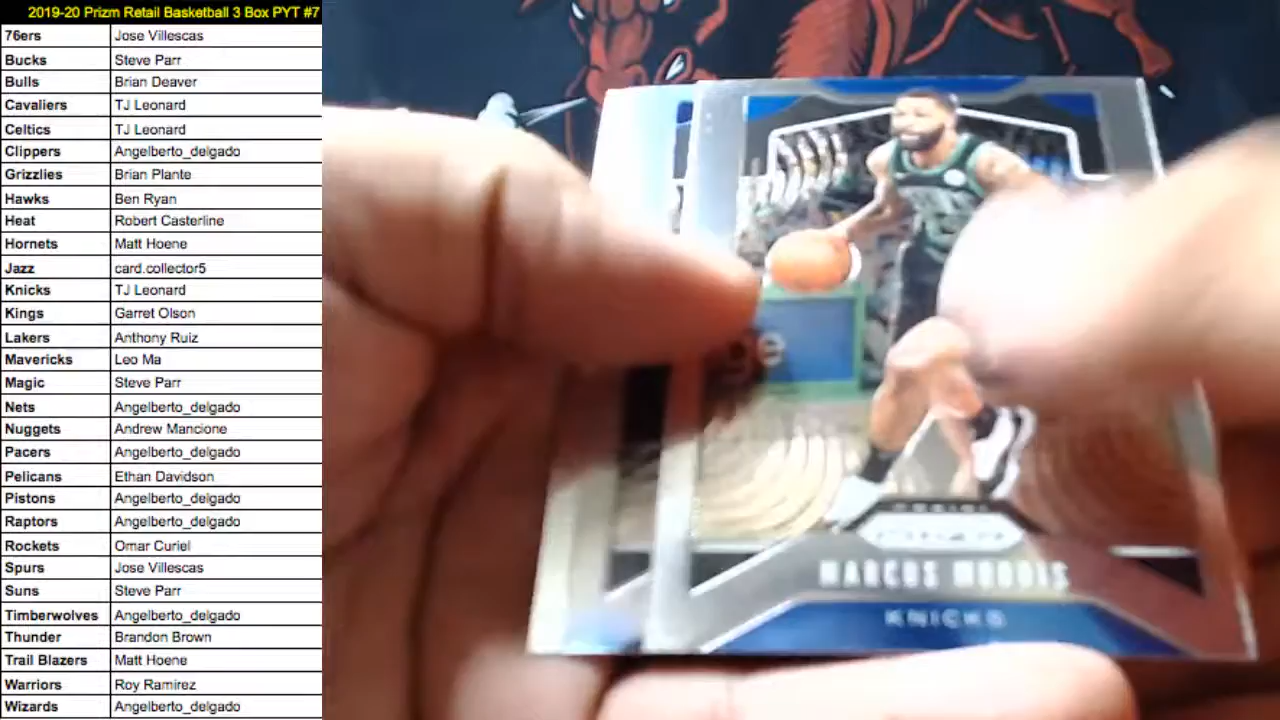 2019-20 Prizm Retail Basketball 3 Box PYT #7
76ers Jose Villescas
Bucks Steve Parr
Bulls Brian Deaver
Cavaliers TJ Leonard
Celtics TJ Leonard
Clippers Angelberto_delgado
Grizzlies Brian Plante
Hawks Ben Ryan
Heat Robert Casterline
Hornets Matt Hoene
Jazz card.collector5
Knicks TJ Leonard
Kings Garret Olson
Lakers Anthony Ruiz
Mavericks Leo Ma
Magic Steve Parr
Nets Angelberto_delgado
Nuggets Andrew Mancione
Pacers Angelberto_delgado
Pelicans Ethan Davidson
Pistons Angelberto_delgado
Raptors Angelberto_delgado
Rockets Omar Curiel
Spurs Jose Villescas
Suns Steve Parr
Timberwolves Angelberto_delgado
Thunder Brandon Brown
Trail Blazers Matt Hoene
Warriors Roy Ramirez
Wizards Angelberto_delgado
PANINI
PRIZM
MARCUS MORRIS
KNICKS